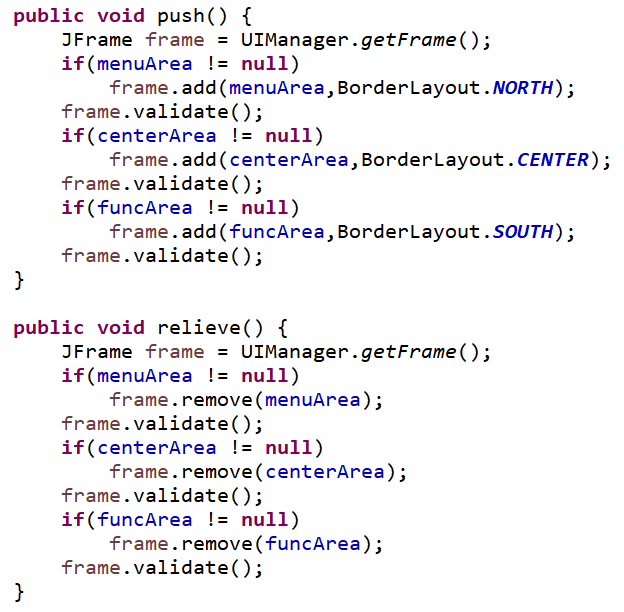 public void push() {
    JFrame frame = UIManager.getFrame();
    if(menuArea != null)
        frame.add(menuArea,BorderLayout.NORTH);
    frame.validate();
    if(centerArea != null)
        frame.add(centerArea,BorderLayout.CENTER);
    frame.validate();
    if(funcArea != null)
        frame.add(funcArea,BorderLayout.SOUTH);
    frame.validate();
}

public void relieve() {
    JFrame frame = UIManager.getFrame();
    if(menuArea != null)
        frame.remove(menuArea);
    frame.validate();
    if(centerArea != null)
        frame.remove(centerArea);
    frame.validate();
    if(funcArea != null)
        frame.remove(funcArea);
    frame.validate();
}